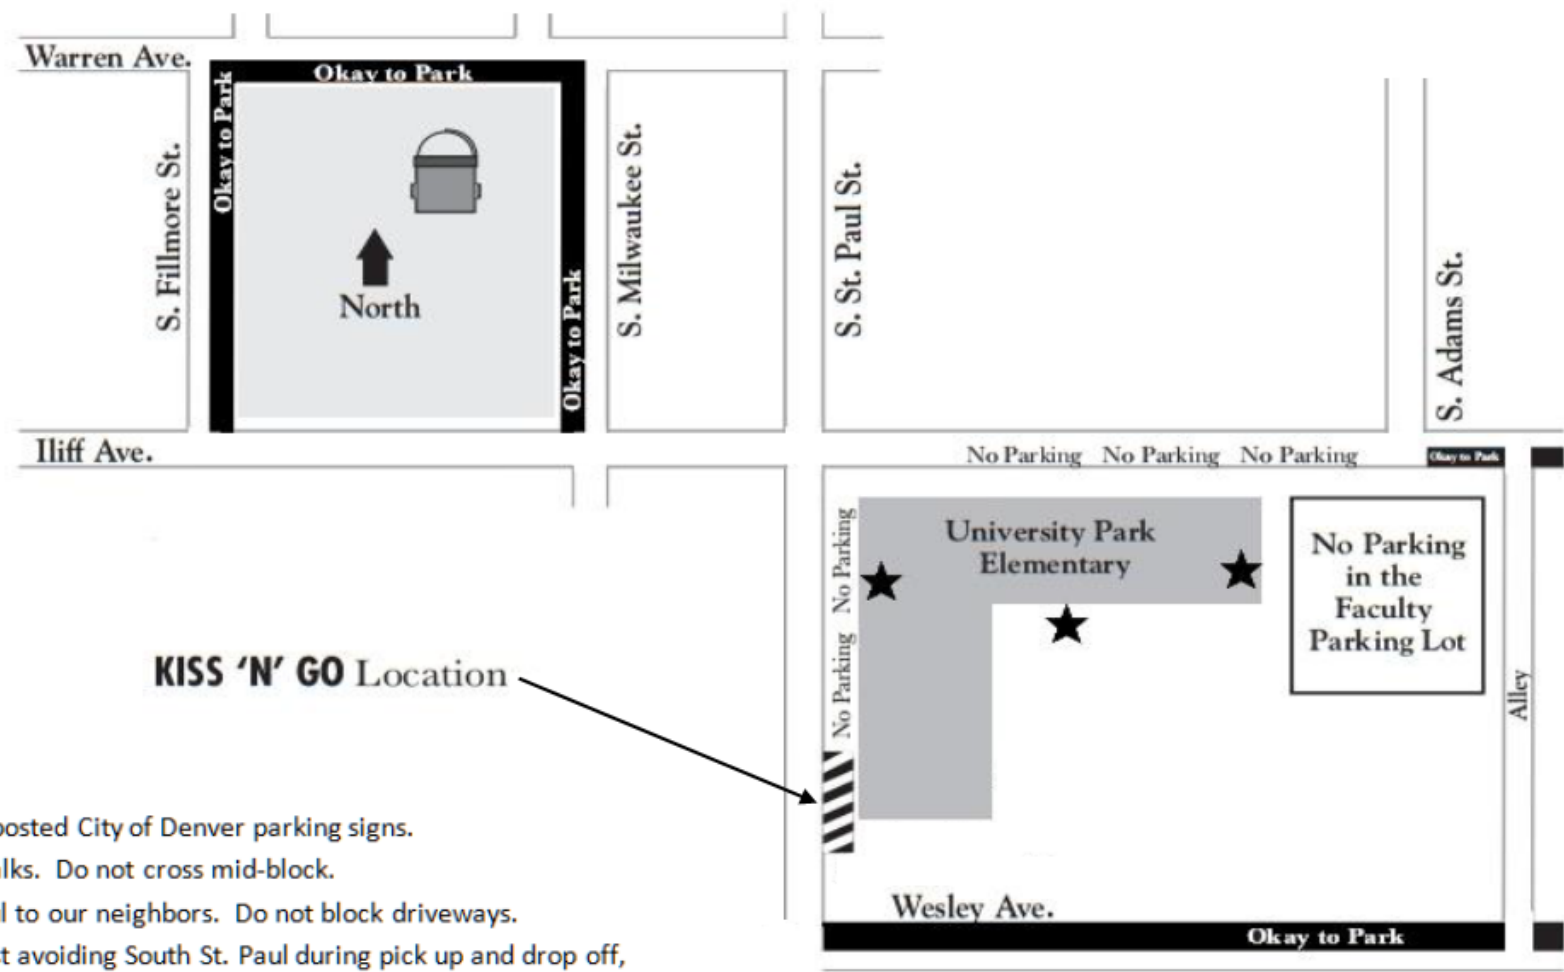 Warren Ave.
Okay to Park
Okay to Park
S. Fillmore St.
North
Okay to Park
S. Milwaukee St.
S. St. Paul St.
S. Adams St.
Iliff Ave.
No Parking No Parking No Parking
Okay to Park
No Parking
University Park
Elementary
No Parking
in the
Faculty
Parking Lot
No Parking
KISS 'N' GO Location
Alley
posted City of Denver parking signs.
Do not cross mid-block.
to our neighbors. Do not block driveways.
avoiding South St. Paul during pick up and drop off,
Wesley Ave.
Okay to Park